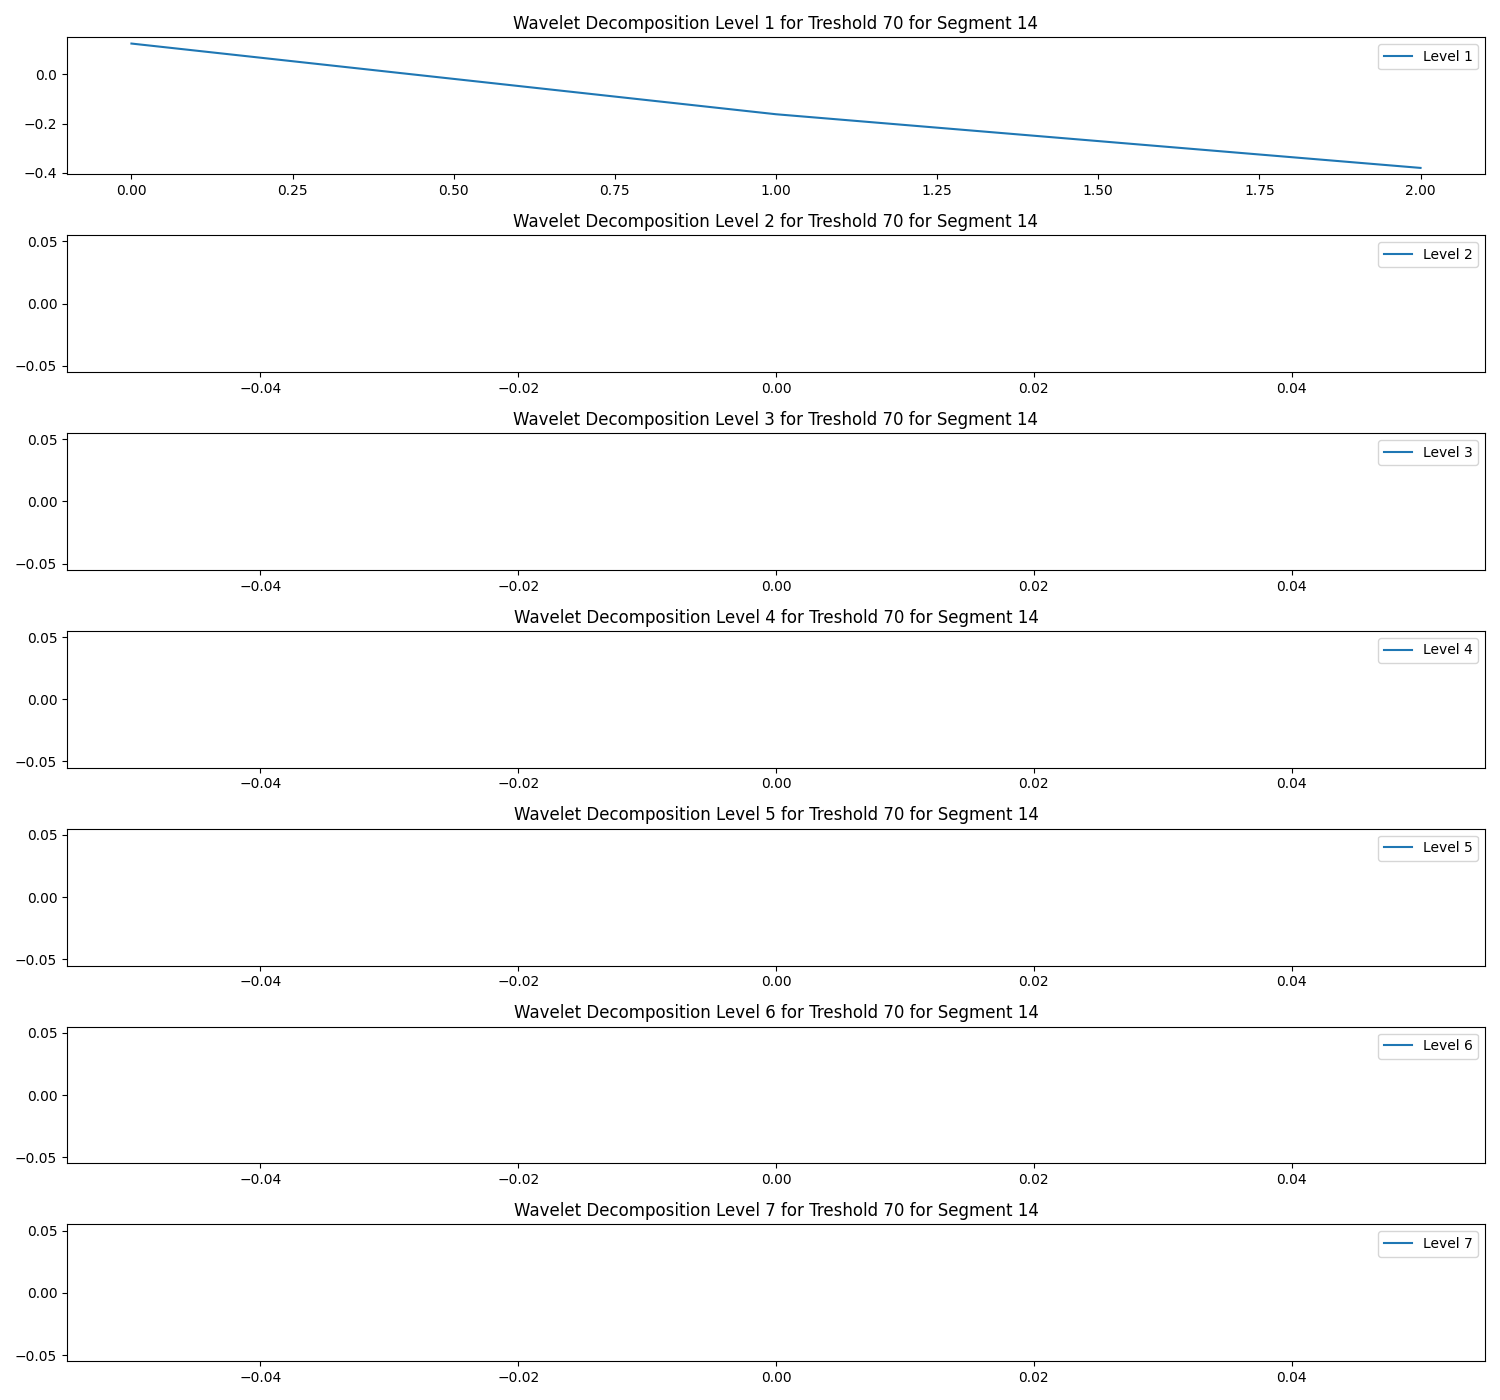 Wavelet Decomposition Level 1 for Treshold 70 for Segment 14
Level 1
0.0
−0.2
−0.4
0.00 0.25 0.50 0.75 1.00 1.25 1.50 1.75 2.00
Wavelet Decomposition Level 2 for Treshold 70 for Segment 14
0.05
Level 2
0.00
−0.05
−0.04 −0.02 0.00 0.02 0.04
Wavelet Decomposition Level 3 for Treshold 70 for Segment 14
0.05
Level 3
0.00
−0.05
−0.04 −0.02 0.00 0.02 0.04
Wavelet Decomposition Level 4 for Treshold 70 for Segment 14
0.05
Level 4
0.00
−0.05
−0.04 −0.02 0.00 0.02 0.04
Wavelet Decomposition Level 5 for Treshold 70 for Segment 14
0.05
Level 5
0.00
−0.05
−0.04 −0.02 0.00 0.02 0.04
Wavelet Decomposition Level 6 for Treshold 70 for Segment 14
0.05
Level 6
0.00
−0.05
−0.04 −0.02 0.00 0.02 0.04
Wavelet Decomposition Level 7 for Treshold 70 for Segment 14
0.05
Level 7
0.00
−0.05
−0.04 −0.02 0.00 0.02 0.04